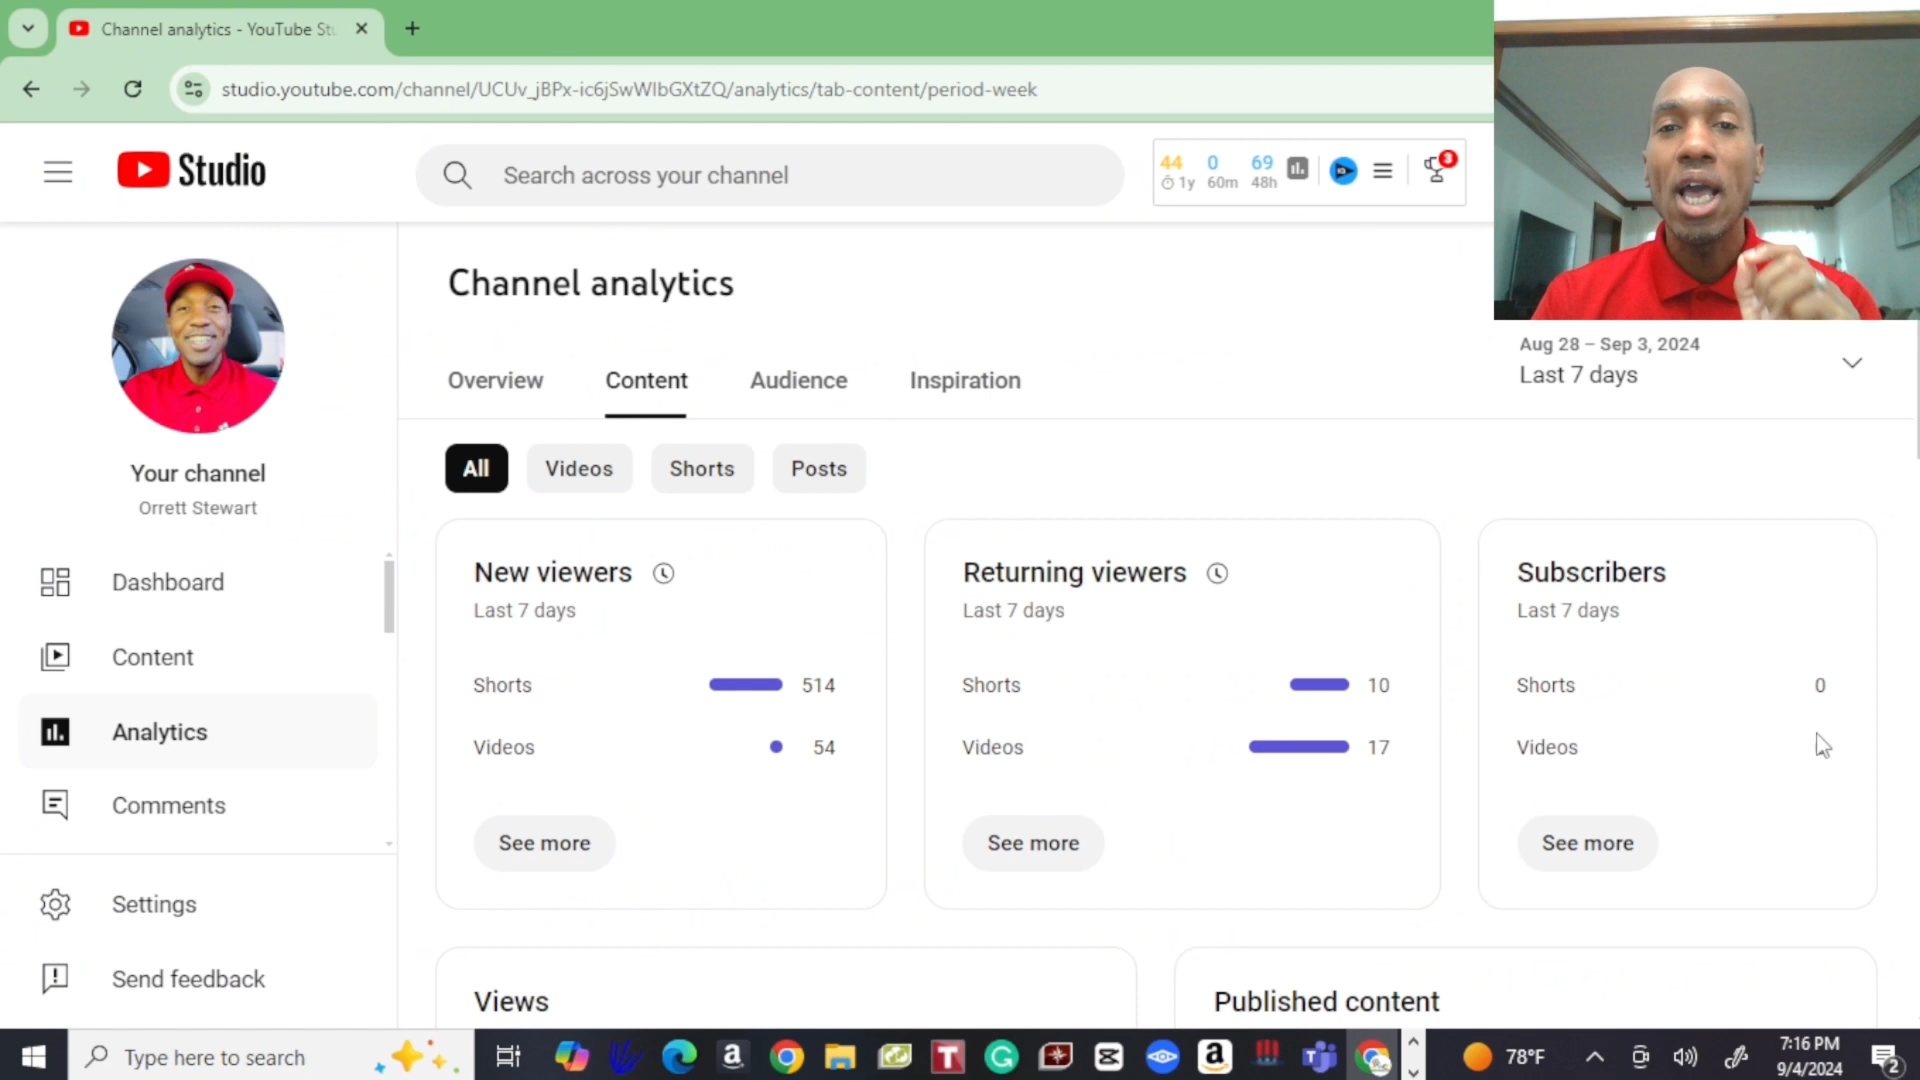 Channel analytics - YouTube St
studio.youtube.com/channel/UCUv_jBPx-ic6jSwWIbGXtZQ/analytics/tab-content/period-week
Studio
Search across your channel
44 0 69
1y 60m 48h
3
Channel analytics
Aug 28 – Sep 3, 2024
Last 7 days
Overview Content Audience Inspiration
All Videos Shorts Posts
Your channel
Orrett Stewart
Dashboard
Content
Analytics
Comments
Settings
Send feedback
New viewers
Last 7 days
Shorts 514
Videos 54
See more
Returning viewers
Last 7 days
Shorts 10
Videos 17
See more
Subscribers
Last 7 days
Shorts 0
Videos
See more
Views
Published content
Type here to search
78°F
7:16 PM
9/4/2024
2